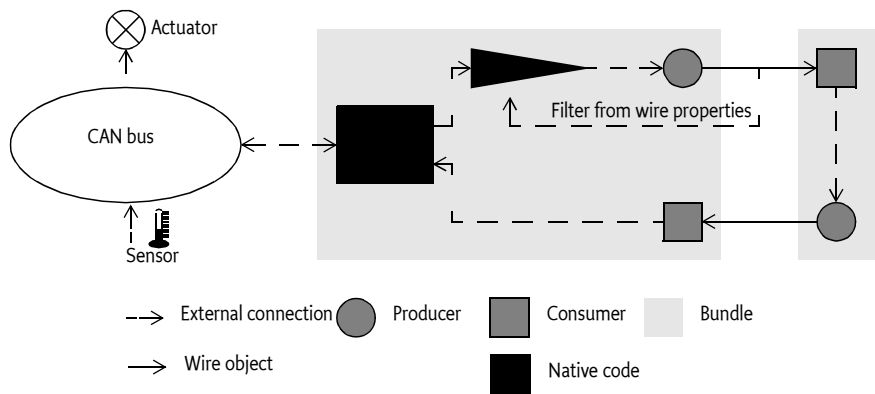 Actuator
CAN bus
Filter from wire properties
Sensor
External connection
Producer
Consumer
Bundle
Wire object
Native code